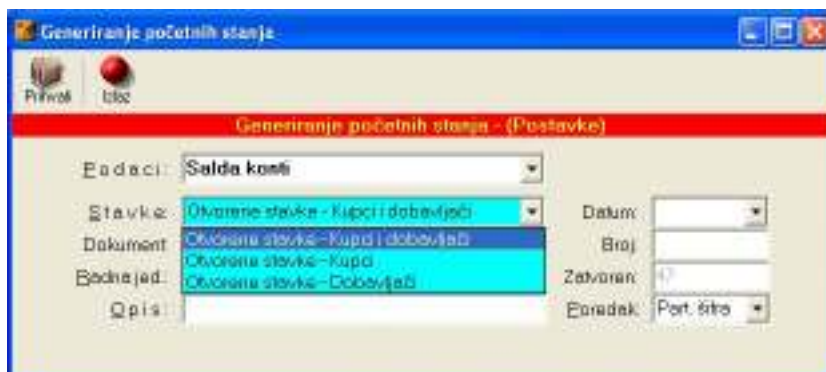 Generiranje početnih stanja
Prihvati Izlaz
Generiranje početnih stanja - (Postavke)
Podaci: Salda konti
Stavke: Otvorene stavke - Kupci i dobavljači Datum:
Dokument Otvorene stavke - Kupci i dobavljači Broj:
Otvorene stavke - Kupci
Radna jed. Otvorene stavke - Dobavljači Zatvoren:
Opis: Poredak: Part. šifra